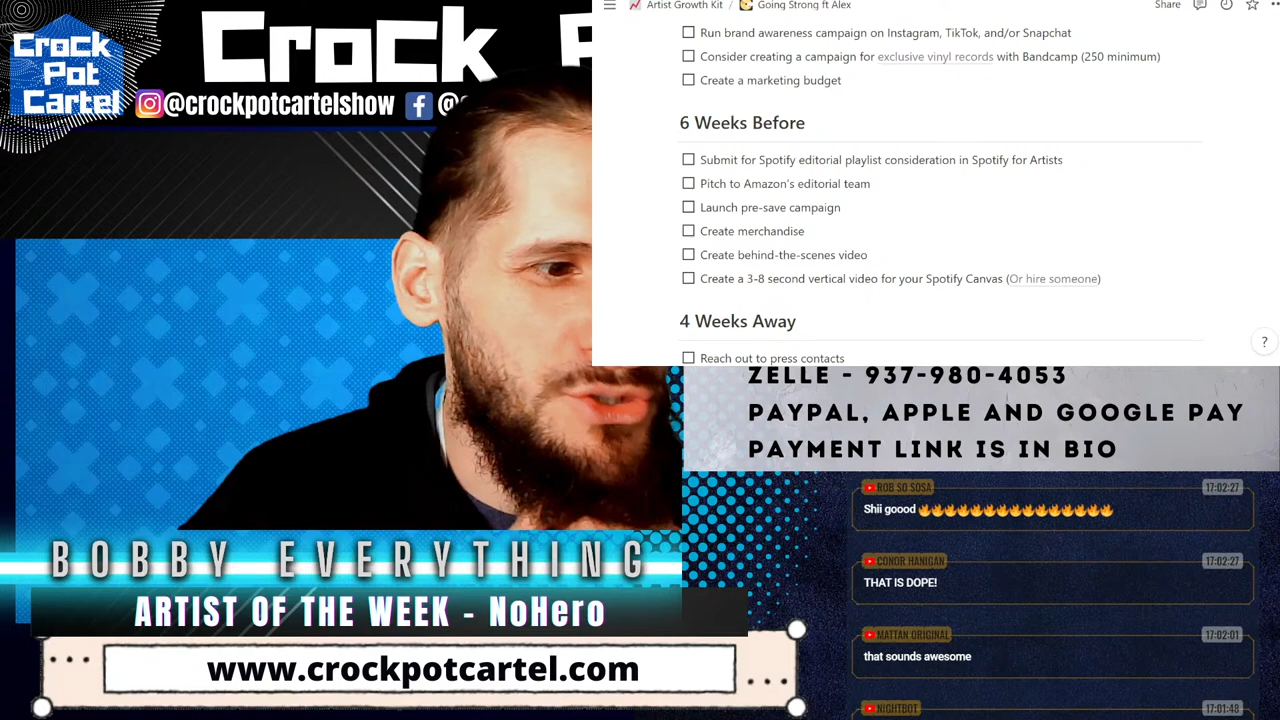 Crock
Pot
Cartel
Crock P
@crockpotcartelshow
Artist Growth Kit / Going Strong ft Alex
Share
Run brand awareness campaign on Instagram, TikTok, and/or Snapchat
Consider creating a campaign for exclusive vinyl records with Bandcamp (250 minimum)
Create a marketing budget
6 Weeks Before
Submit for Spotify editorial playlist consideration in Spotify for Artists
Pitch to Amazon's editorial team
Launch pre-save campaign
Create merchandise
Create behind-the-scenes video
Create a 3-8 second vertical video for your Spotify Canvas (Or hire someone)
4 Weeks Away
Reach out to press contacts
?
ZELLE - 937-980-4053
PAYPAL, APPLE AND GOOGLE PAY
PAYMENT LINK IS IN BIO
ROB SO SOSA 17:02:27
Shii goood 🔥🔥🔥🔥🔥🔥🔥🔥🔥🔥🔥🔥🔥🔥🔥
CONOR HANIGAN 17:02:27
THAT IS DOPE!
MATTAN ORIGINAL 17:02:01
that sounds awesome
NIGHTBOT 17:01:48
BOBBY EVERYTHING
ARTIST OF THE WEEK - NoHero
www.crockpotcartel.com